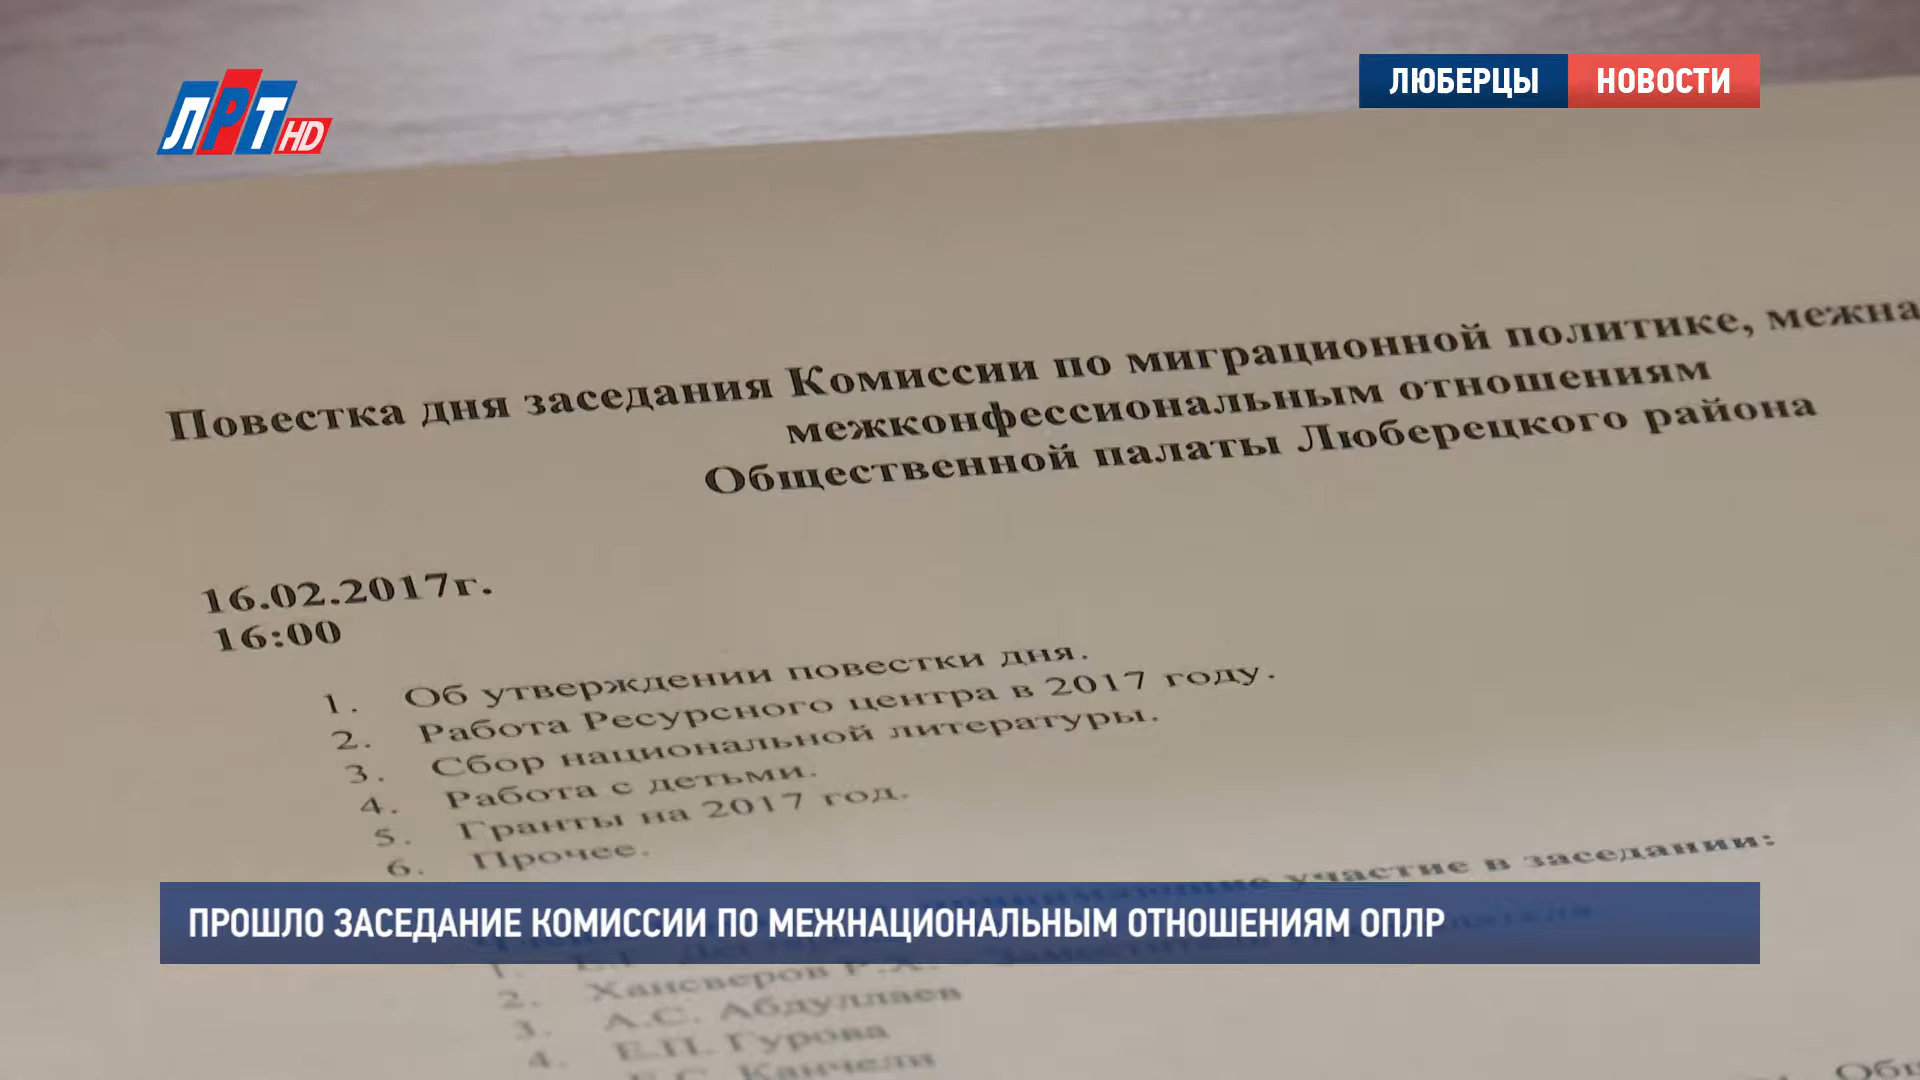 ЛРТ HD
ЛЮБЕРЦЫ НОВОСТИ
Повестка дня заседания Комиссии по миграционной политике, межна
межконфессиональным отношениям
Общественной палаты Люберецкого района
16.02.2017г.
16:00
1. Об утверждении повестки дня.
2. Работа Ресурсного центра в 2017 году.
3. Сбор национальной литературы.
4. Работа с детьми.
5. Гранты на 2017 год.
6. Прочее.
принимающие участие в заседании:
ПРОШЛО ЗАСЕДАНИЕ КОМИССИИ ПО МЕЖНАЦИОНАЛЬНЫМ ОТНОШЕНИЯМ ОПЛР
1.
2. Хансверов Р.Х.
3. А.С. Абдуллаев
4. Е.П. Гурова
Е.С. Канчели